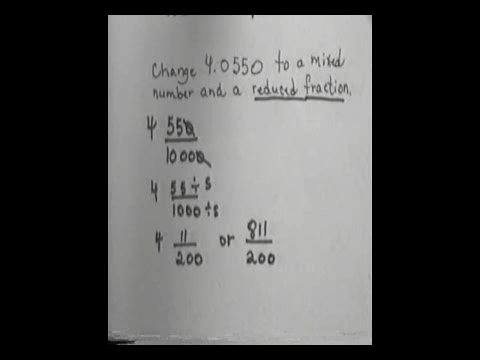 Change 4.0550 to a mixed
number and a reduced fraction.
4 550
10000
4 55 ÷ 5
1000 ÷ 5
4 11 or 811
200 200